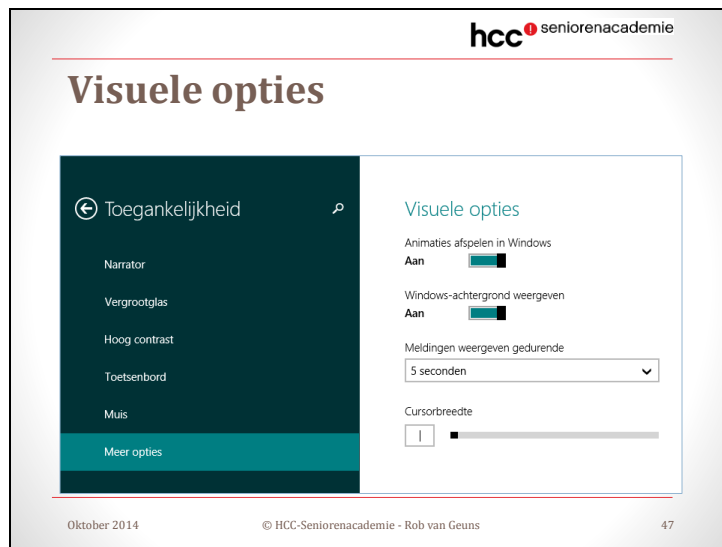 hcc! seniorenacademie
Visuele opties
Toegankelijkheid
Narrator
Vergrootglas
Hoog contrast
Toetsenbord
Muis
Meer opties
Visuele opties
Animaties afspelen in Windows
Aan
Windows-achtergrond weergeven
Aan
Meldingen weergeven gedurende
5 seconden
Cursorbreedte
Oktober 2014 © HCC-Seniorenacademie - Rob van Geuns 47